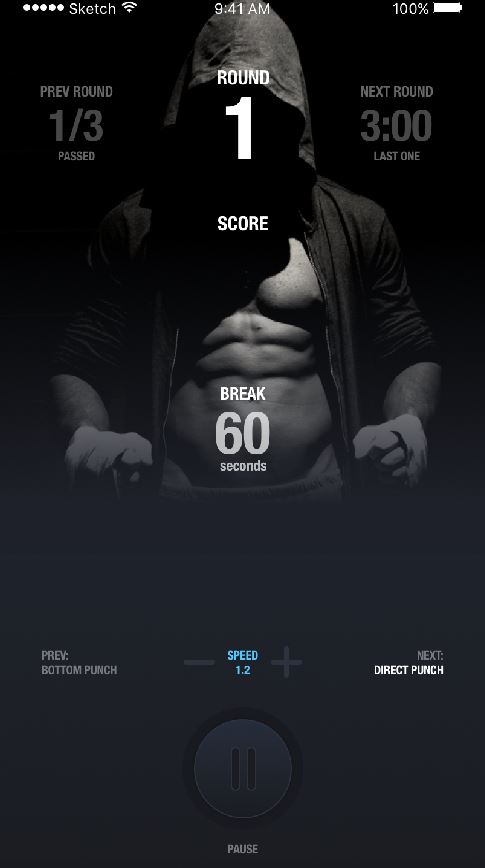 Sketch 9:41 AM 100%
ROUND
1
PREV ROUND
1/3
PASSED
NEXT ROUND
3:00
LAST ONE
SCORE
BREAK
60
seconds
PREV:
BOTTOM PUNCH
SPEED
1.2
NEXT:
DIRECT PUNCH
PAUSE